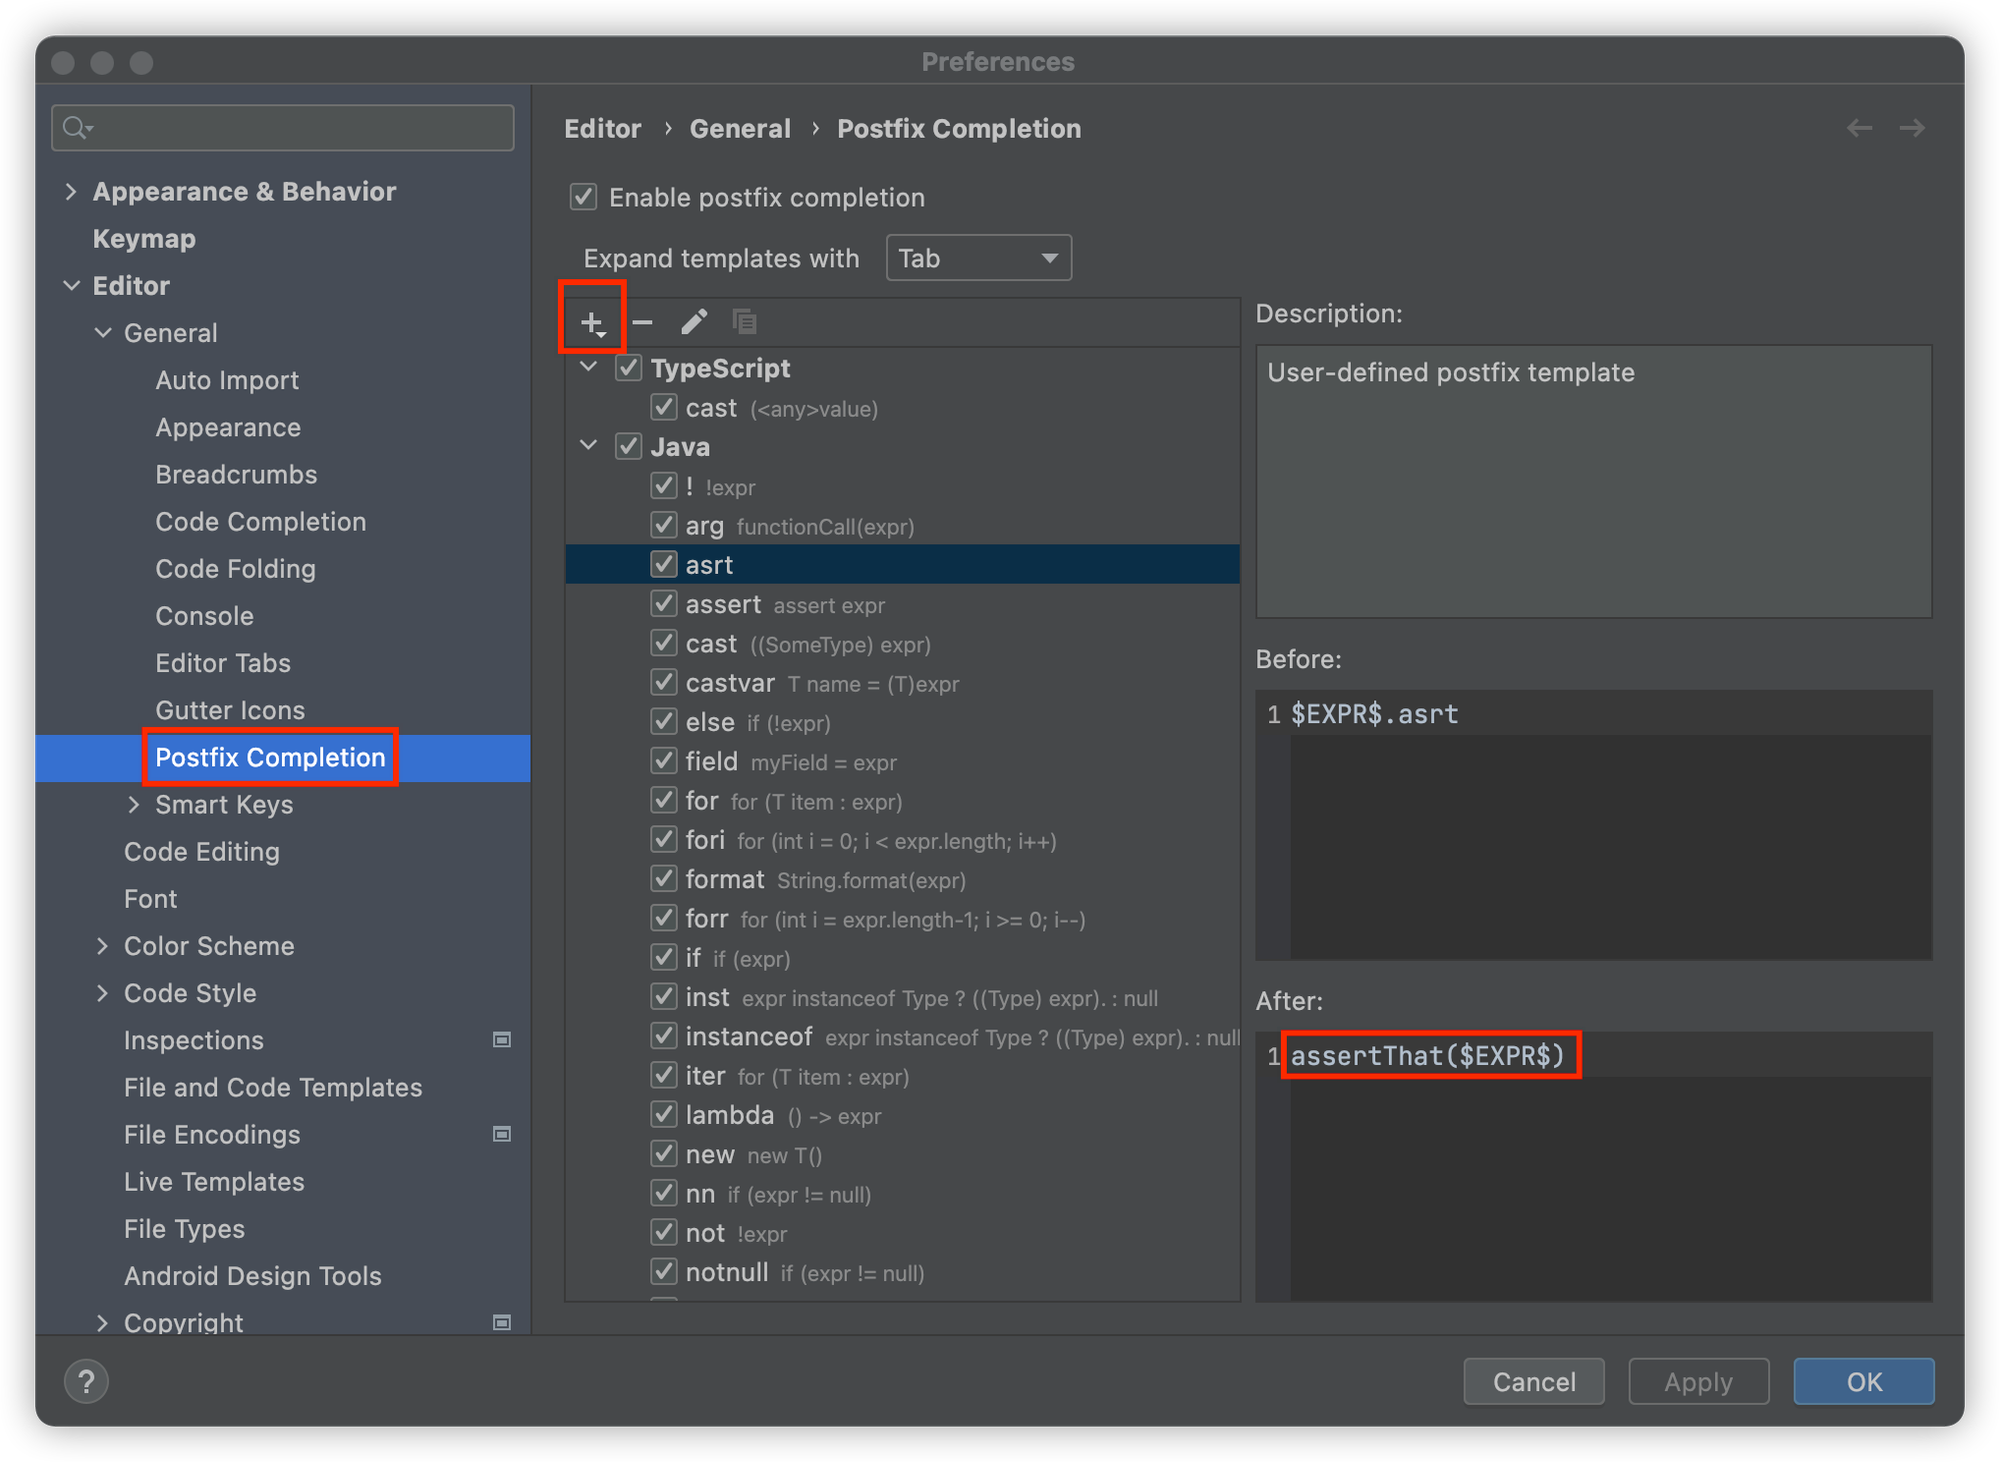 Preferences
Appearance & Behavior
Keymap
Editor
General
Auto Import
Appearance
Breadcrumbs
Code Completion
Code Folding
Console
Editor Tabs
Gutter Icons
Postfix Completion
Smart Keys
Code Editing
Font
Color Scheme
Code Style
Inspections
File and Code Templates
File Encodings
Live Templates
File Types
Android Design Tools
Copyright
Editor › General › Postfix Completion
Enable postfix completion
Expand templates with Tab
TypeScript
cast (<any>value)
Java
! !expr
arg functionCall(expr)
asrt
assert assert expr
cast ((SomeType) expr)
castvar T name = (T)expr
else if (!expr)
field myField = expr
for for (T item : expr)
fori for (int i = 0; i < expr.length; i++)
format String.format(expr)
forr for (int i = expr.length-1; i >= 0; i--)
if if (expr)
inst expr instanceof Type ? ((Type) expr). : null
instanceof expr instanceof Type ? ((Type) expr). : null
iter for (T item : expr)
lambda () -> expr
new new T()
nn if (expr != null)
not !expr
notnull if (expr != null)
Description:
User-defined postfix template
Before:
1 $EXPR$.asrt
After:
1 assertThat($EXPR$)
?
Cancel
Apply
OK